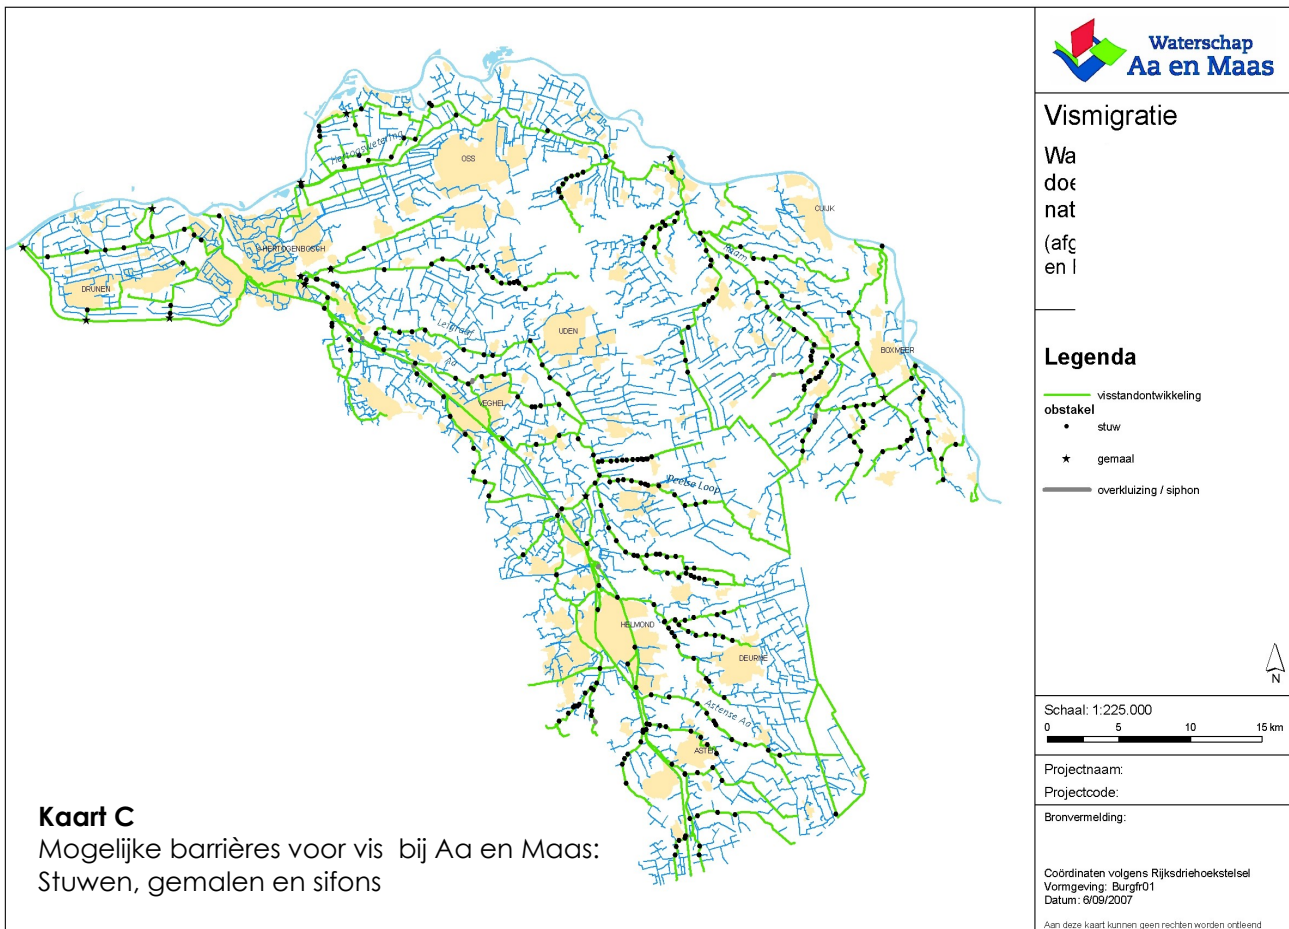 Waterschap
Aa en Maas
Vismigratie
Wa
doe
nat
(afg
en
Legenda
visstandontwikkeling
obstakel
stuw
gemaal
overkluizing / siphon
N
Schaal: 1:225.000
0 5 10 15 km
Projectnaam:
Projectcode:
Bronvermelding:
Coördinaten volgens Rijksdriehoekstelsel
Vormgeving: Burgfr01
Datum: 6/09/2007
Aan deze kaart kunnen geen rechten worden ontleend
Hertogswetering
OSS
CUIJK
HERTOGENBOSCH
Raam
DRUNEN
Leigraaf
UDEN
Aa
BOXMEER
VEGHEL
Peelse Loop
HELMOND
DEURNE
Astense Aa
ASTEN
Kaart C
Mogelijke barrières voor vis bij Aa en Maas:
Stuwen, gemalen en sifons